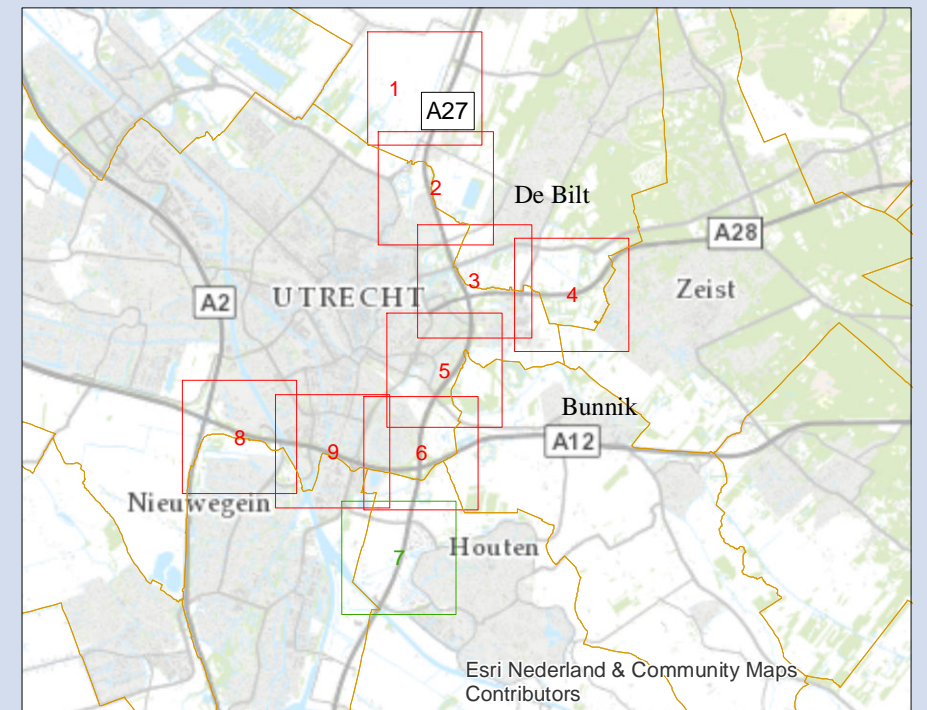 1
A27
2
De Bilt
A28
3
4
Zeist
A2
UTRECHT
5
Bunnik
8
9
6
A12
Nieuwegein
7
Houten
Esri Nederland & Community Maps
Contributors